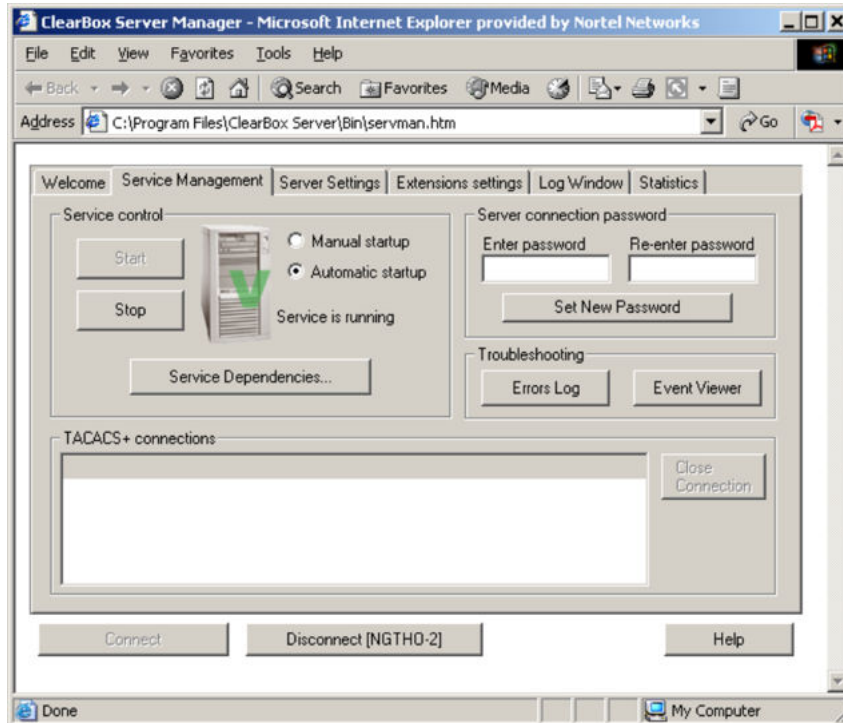 ClearBox Server Manager - Microsoft Internet Explorer provided by Nortel Networks
File Edit View Favorites Tools Help
Back Search Favorites Media
Address C:\Program Files\ClearBox Server\Bin\servman.htm Go
Welcome Service Management Server Settings Extensions settings Log Window Statistics
Service control
Start
Stop
Manual startup
Automatic startup
Service is running
Service Dependencies...
Server connection password
Enter password Re-enter password
Set New Password
Troubleshooting
Errors Log Event Viewer
TACACS+ connections
Close
Connection
Connect Disconnect [NGTHO-2] Help
Done My Computer